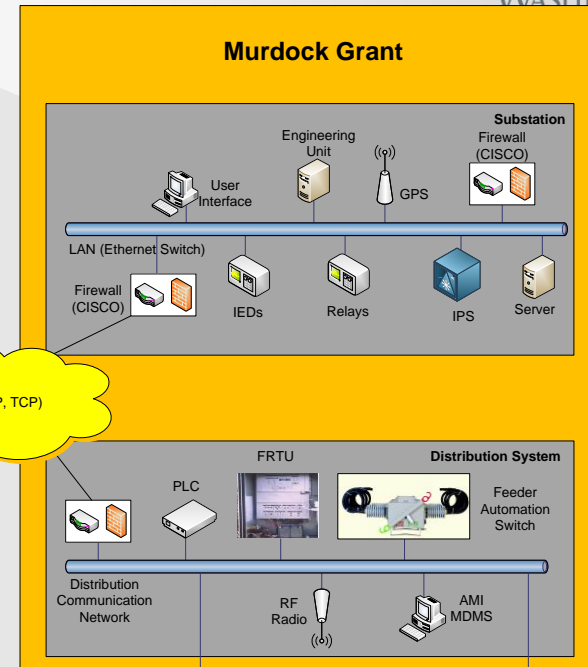 Murdock Grant
Substation
Engineering
Unit
Firewall
(CISCO)
User
Interface
GPS
LAN (Ethernet Switch)
Firewall
(CISCO)
IEDs
Relays
IPS
Server
, TCP)
Distribution System
FRTU
PLC
Feeder
Automation
Switch
Distribution
Communication
Network
RF
Radio
AMI
MDMS